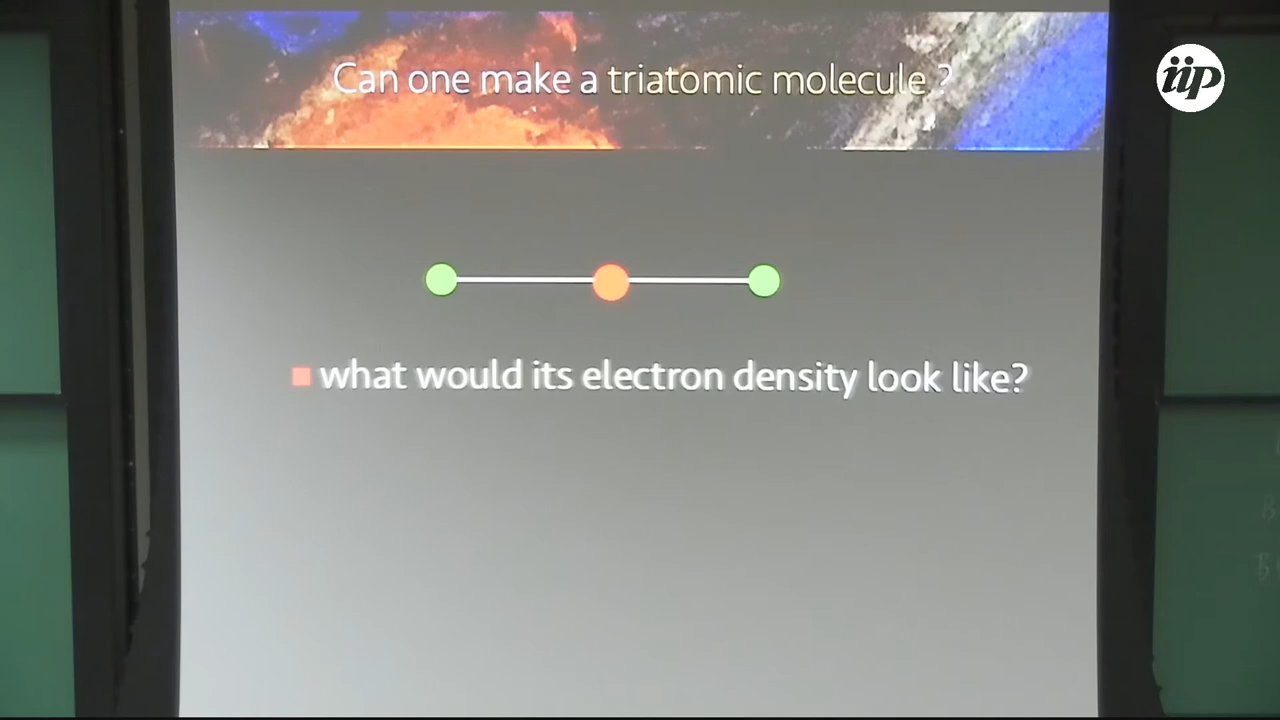 Can one make a triatomic molecule ?
iip
what would its electron density look like?